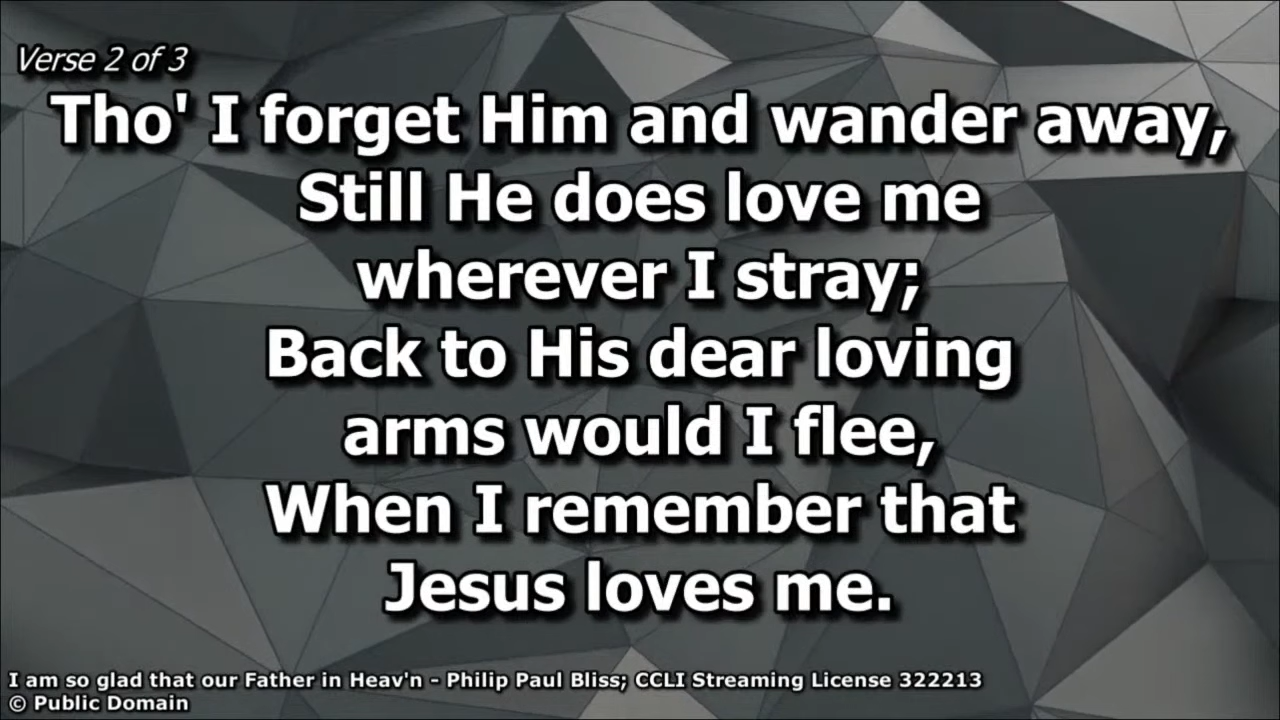 Verse 2 of 3
Tho' I forget Him and wander away,
Still He does love me
wherever I stray;
Back to His dear loving
arms would I flee,
When I remember that
Jesus loves me.
I am so glad that our Father in Heav'n - Philip Paul Bliss; CCLI Streaming License 322213
© Public Domain